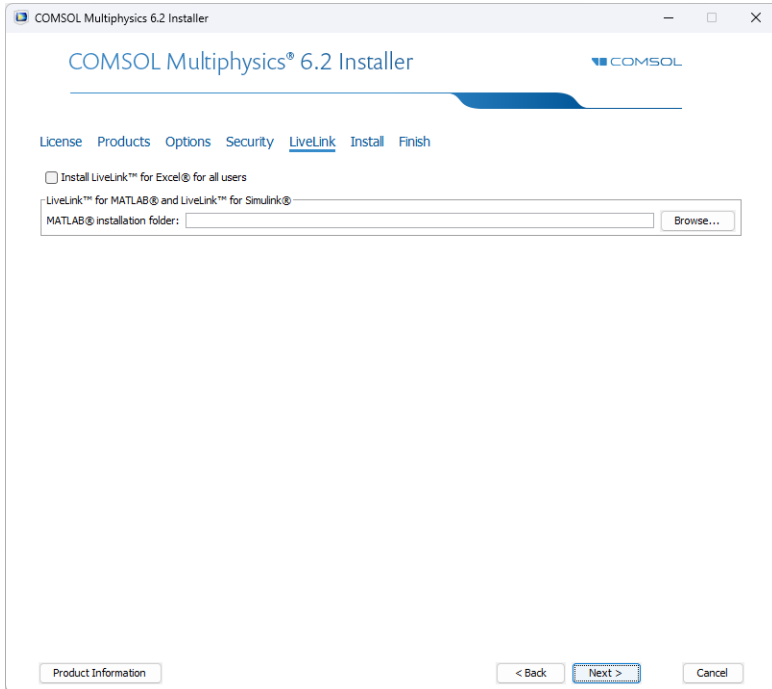 COMSOL Multiphysics 6.2 Installer
COMSOL Multiphysics® 6.2 Installer
COMSOL
License Products Options Security LiveLink Install Finish
Install LiveLink™ for Excel® for all users
LiveLink™ for MATLAB® and LiveLink™ for Simulink®
MATLAB® installation folder: Browse...
Product Information < Back Next > Cancel